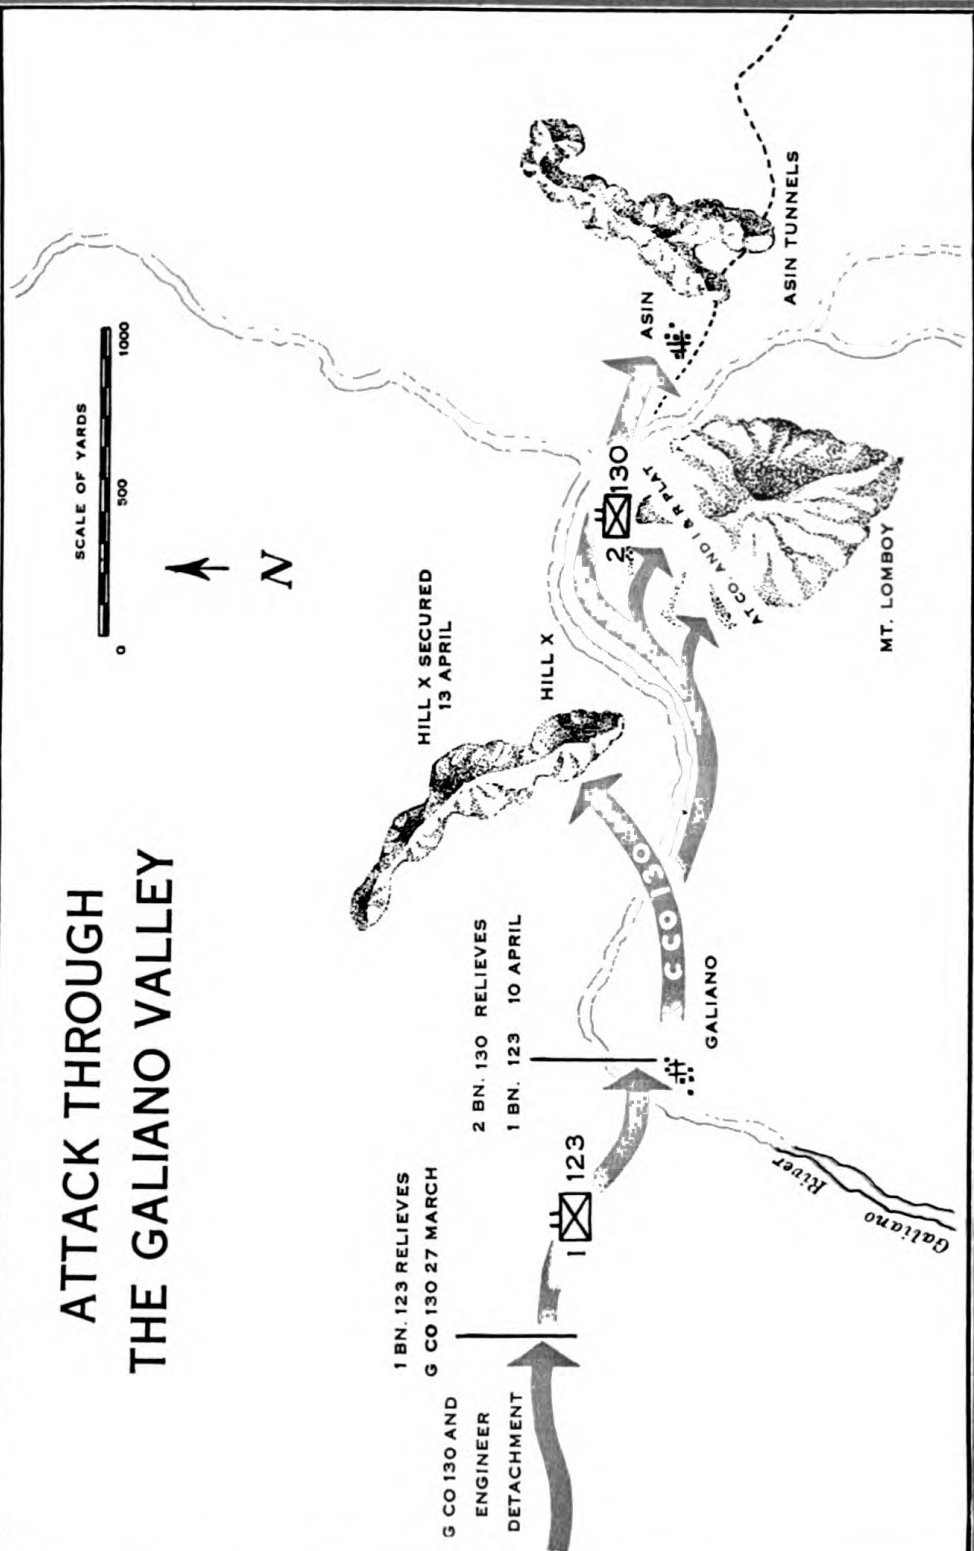 ATTACK THROUGH
THE GALIANO VALLEY
SCALE OF YARDS
0 500 1000
N
G CO 130 AND
ENGINEER
DETACHMENT
1 BN. 123 RELIEVES
G CO 130 27 MARCH
1 123
2 BN. 130 RELIEVES
1 BN. 123 10 APRIL
GALIANO
Galiano River
C CO 130
HILL X SECURED
13 APRIL
HILL X
2 130
AT CO. AND I & R PLAT
MT. LOMBOY
ASIN
ASIN TUNNELS